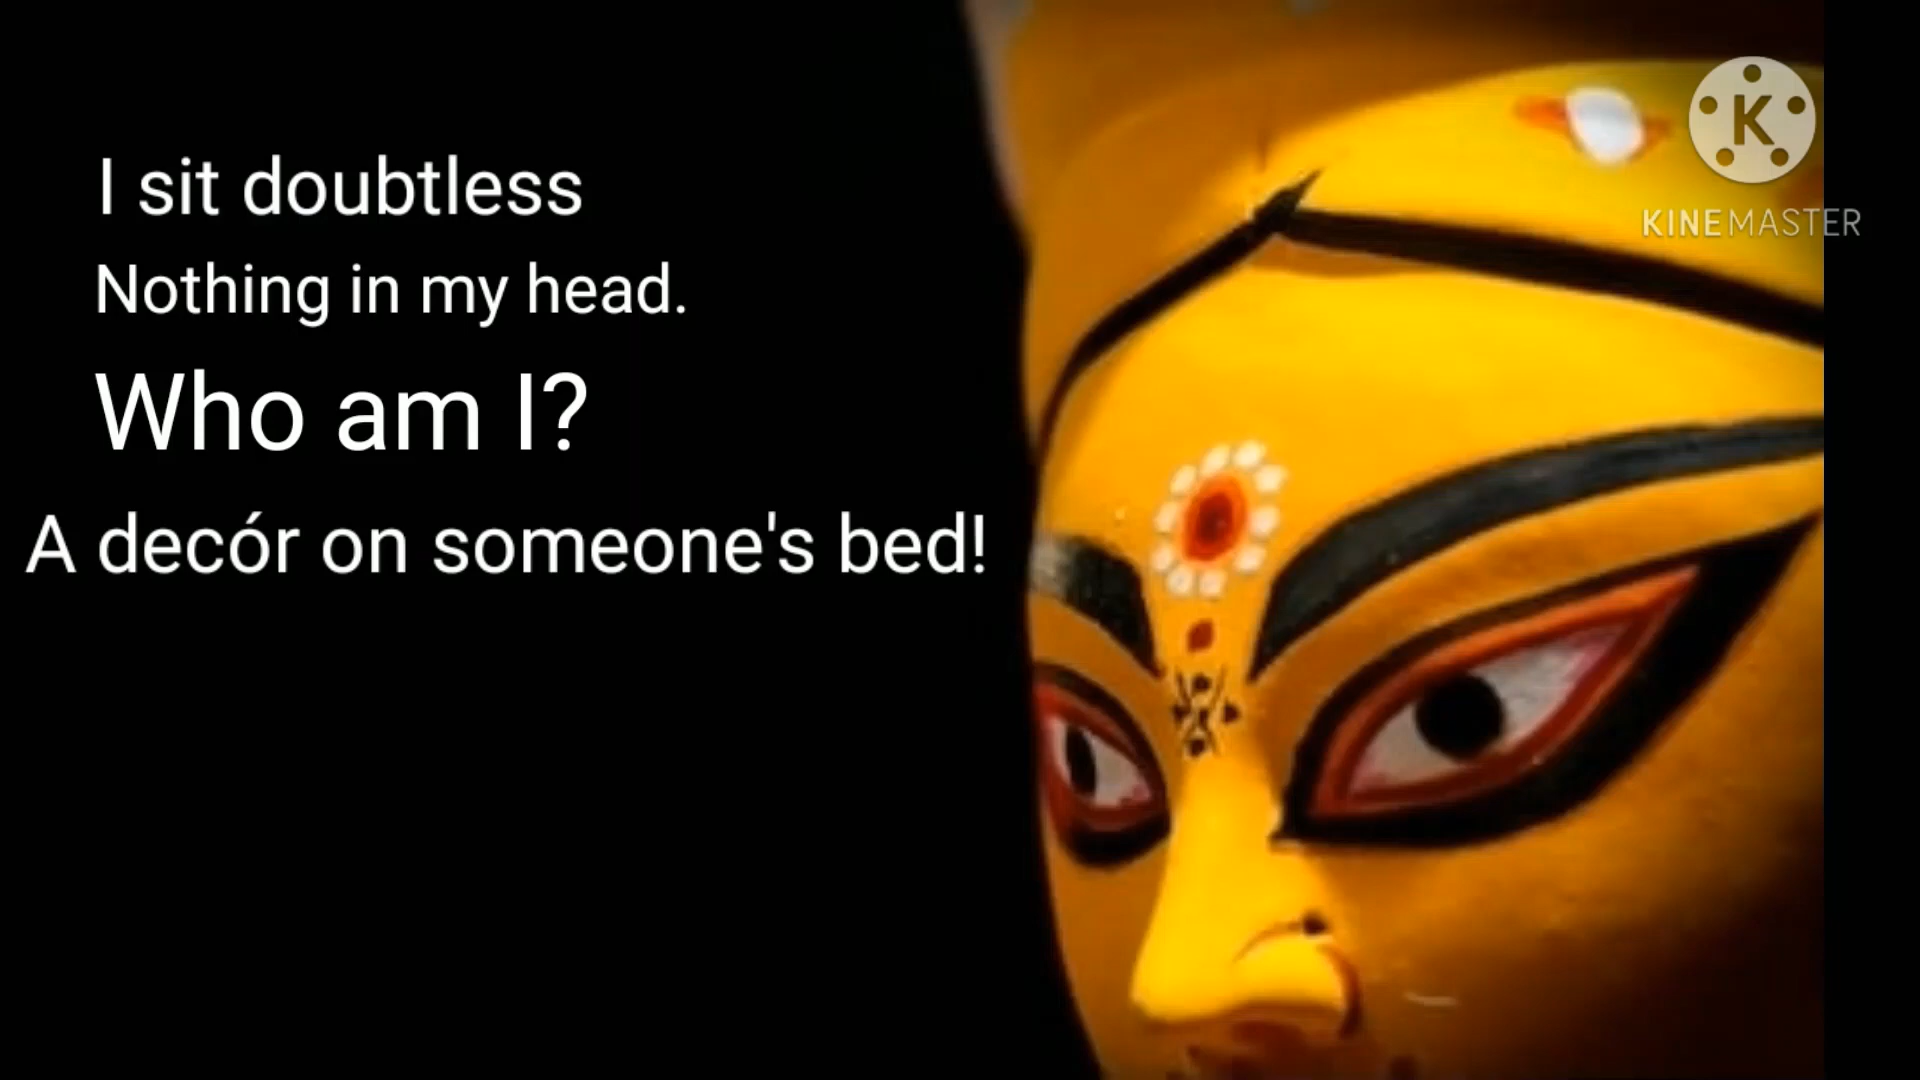 I sit doubtless
Nothing in my head.
Who am I?
A decór on someone's bed!
K
KINEMASTER